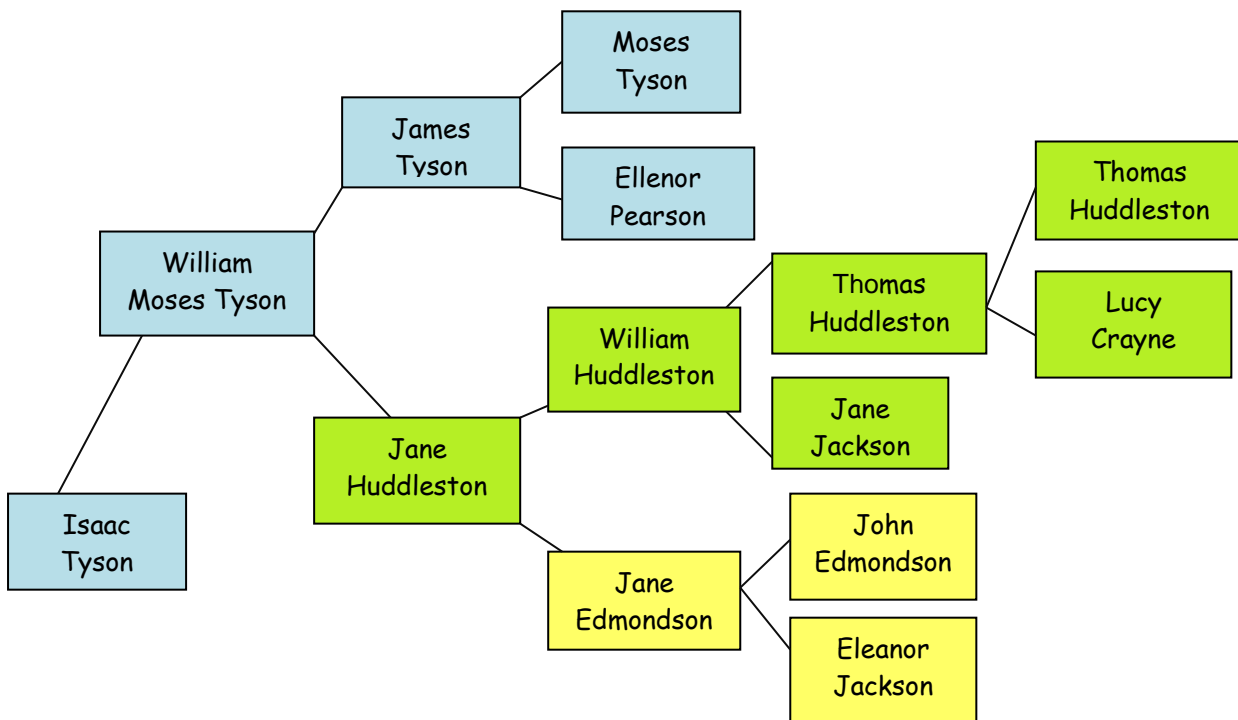 Moses
Tyson
James
Tyson
Ellenor
Pearson
Thomas
Huddleston
William
Moses Tyson
Thomas
Huddleston
Lucy
Crayne
William
Huddleston
Jane
Jackson
Jane
Huddleston
Isaac
Tyson
John
Edmondson
Jane
Edmondson
Eleanor
Jackson